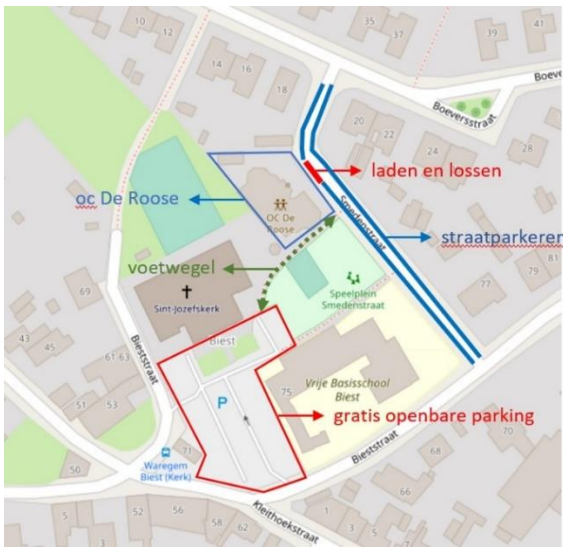 10
12
35
37
39
41
14
16
18
Boeversstraat
Boeve
20
22
24
28
laden en lossen
oc De Roose
OC De
Roose
Smedenstraat
straatparkeren
voetwegel
Sint-Jozefskerk
Speelplein
Smedenstraat
77
79
81
Bieststraat
Biest
43
45
61
63
51
53
Vrije Basisschool
Biest
75
P
gratis openbare parking
Bieststraat
70
Waregem
Biest (Kerk)
71
50
68
66
Kleithoekstraat
5
52
56
62
58
1
3
5
7